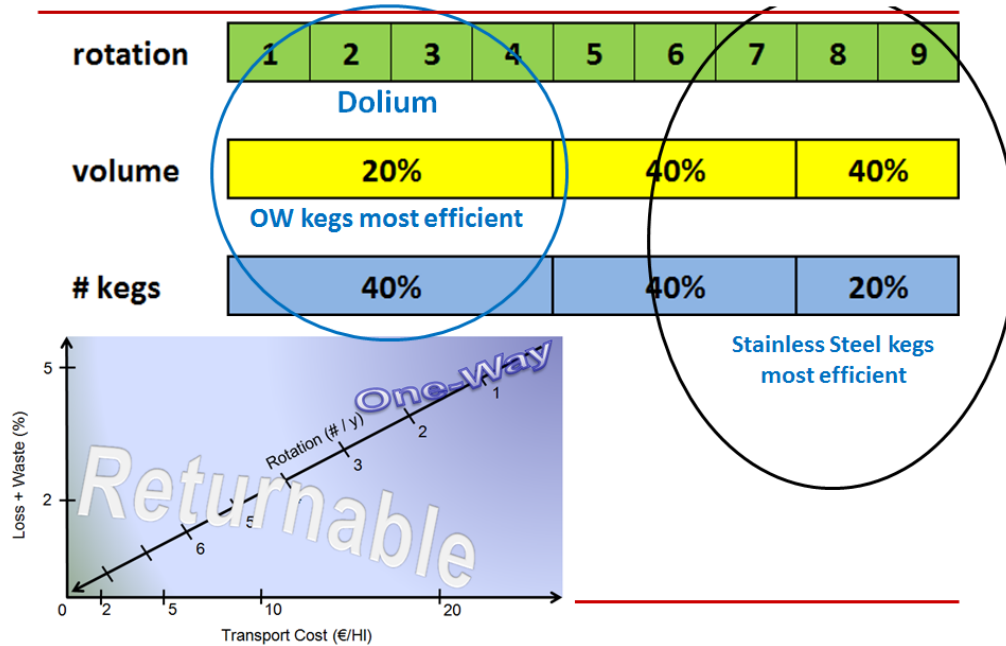 rotation 1 2 3 4 5 6 7 8 9
Dolium
volume 20% 40% 40%
OW kegs most efficient
# kegs 40% 40% 20%
Stainless Steel kegs
most efficient
5
One-Way
1
2
Rotation (# / y)
3
Loss + Waste (%)
2
Returnable
5
6
0 2 5 10 20
Transport Cost (€/Hl)